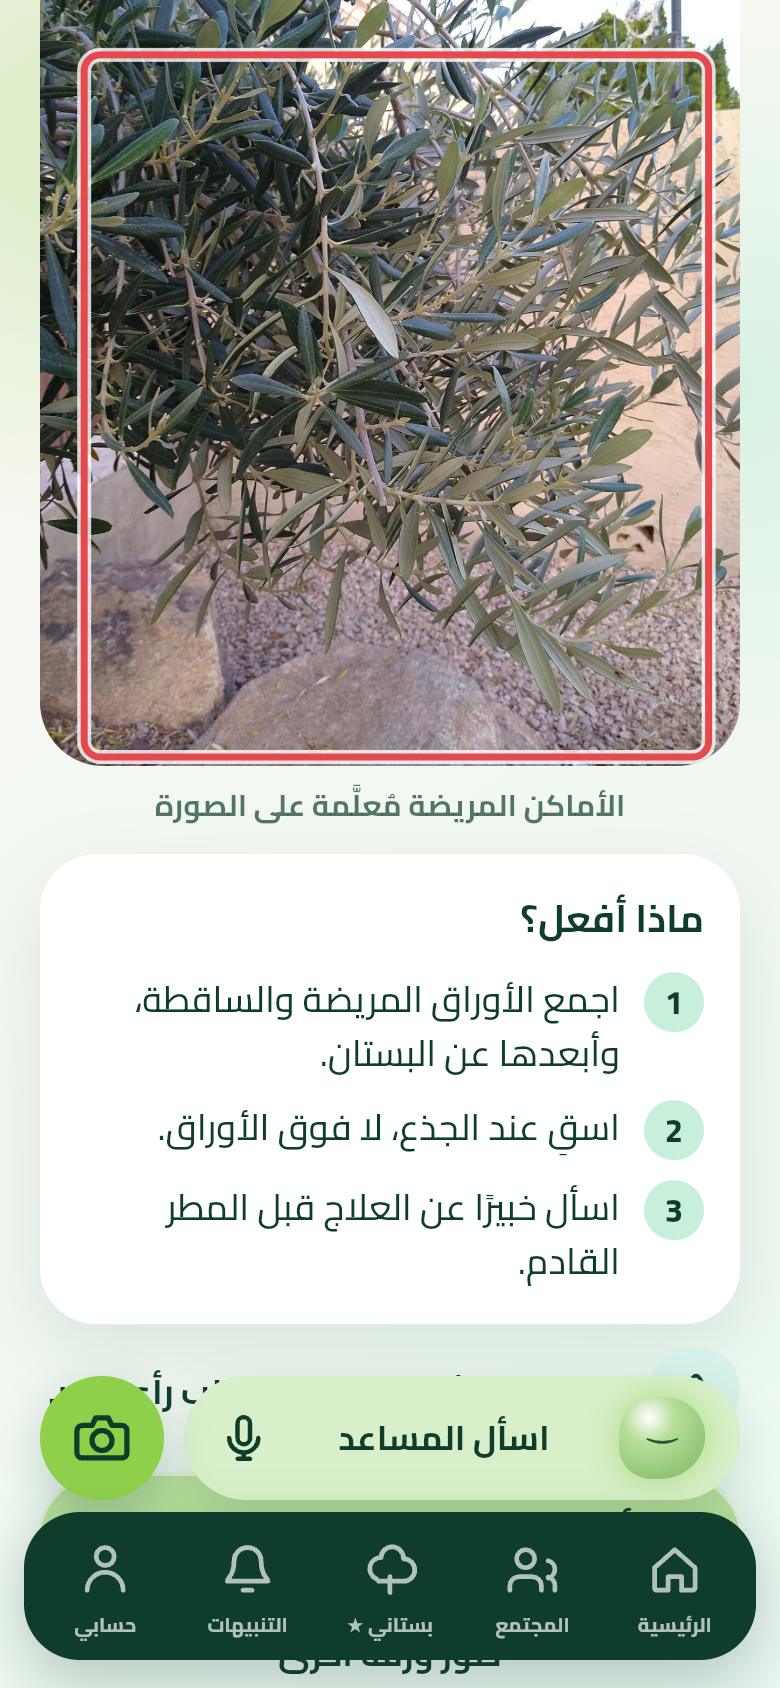 الأماكن المريضة مُعلَّمة على الصورة
ماذا أفعل؟
1 اجمع الأوراق المريضة والساقطة،
وأبعدها عن البستان.
2 اسقِ عند الجذع، لا فوق الأوراق.
3 اسأل خبيرًا عن العلاج قبل المطر
القادم.
اسأل المساعد
الرئيسية
المجتمع
بستاني ★
التنبيهات
حسابي